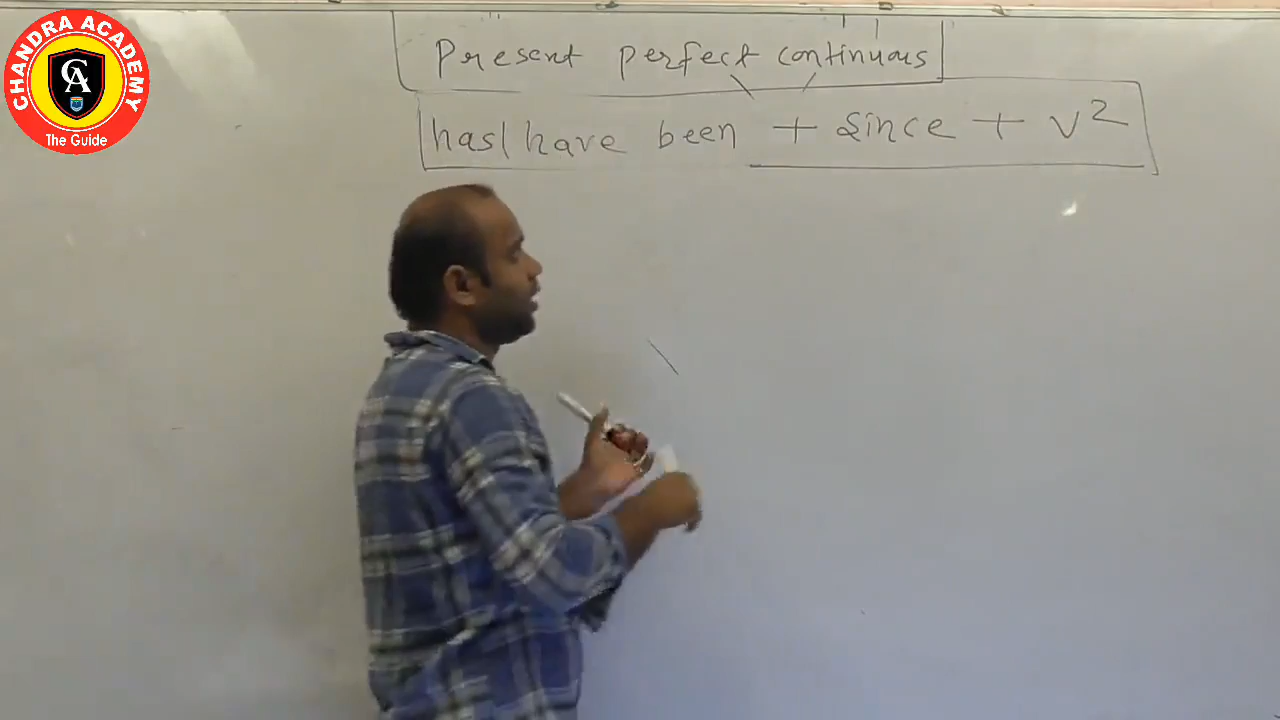 CHANDRA ACADEMY
CA
The Guide
Present perfect continuous
has/have been + since + v2